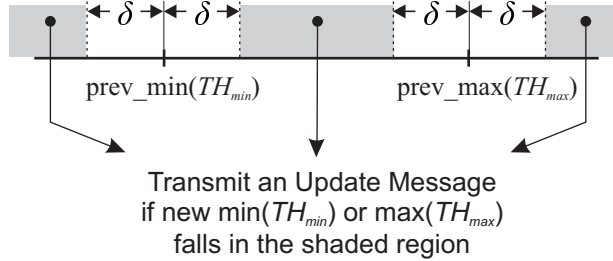 δ δ δ δ
prev_min(TH_min) prev_max(TH_max)
Transmit an Update Message
if new min(TH_min) or max(TH_max)
falls in the shaded region